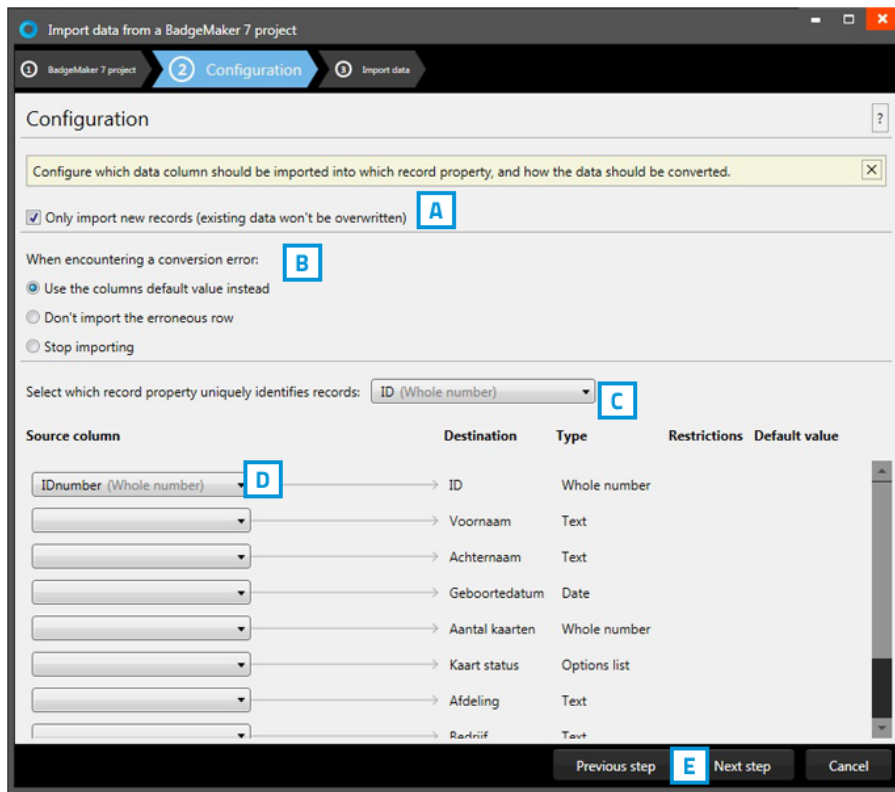 Import data from a BadgeMaker 7 project
1 BadgeMaker 7 project 2 Configuration 3 Import data
Configuration ?
Configure which data column should be imported into which record property, and how the data should be converted.
Only import new records (existing data won't be overwritten) A
When encountering a conversion error: B
Use the columns default value instead
Don't import the erroneous row
Stop importing
Select which record property uniquely identifies records: ID (Whole number) C
Source column Destination Type Restrictions Default value
IDnumber (Whole number) D ID Whole number
Voornaam Text
Achternaam Text
Geboortedatum Date
Aantal kaarten Whole number
Kaart status Options list
Afdeling Text
Bedrijf Text
Previous step E Next step Cancel